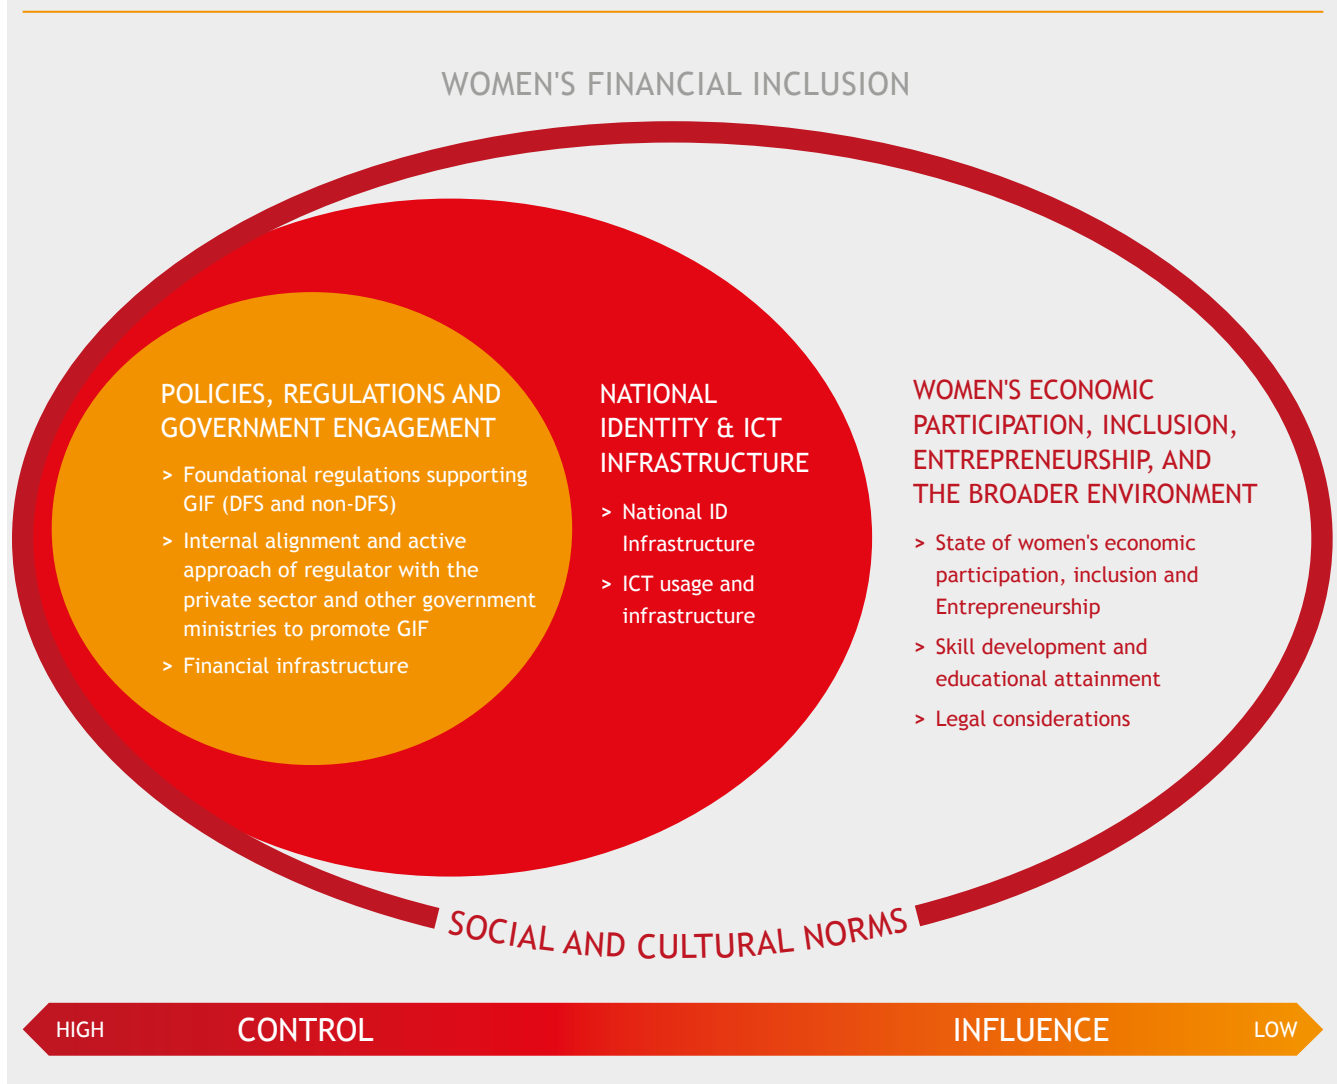 WOMEN'S FINANCIAL INCLUSION
POLICIES, REGULATIONS AND
GOVERNMENT ENGAGEMENT
> Foundational regulations supporting
GIF (DFS and non-DFS)
> Internal alignment and active
approach of regulator with the
private sector and other government
ministries to promote GIF
> Financial infrastructure
NATIONAL
IDENTITY & ICT
INFRASTRUCTURE
> National ID
Infrastructure
> ICT usage and
infrastructure
WOMEN'S ECONOMIC
PARTICIPATION, INCLUSION,
ENTREPRENEURSHIP, AND
THE BROADER ENVIRONMENT
> State of women's economic
participation, inclusion and
Entrepreneurship
> Skill development and
educational attainment
> Legal considerations
SOCIAL AND CULTURAL NORMS
HIGH CONTROL INFLUENCE LOW